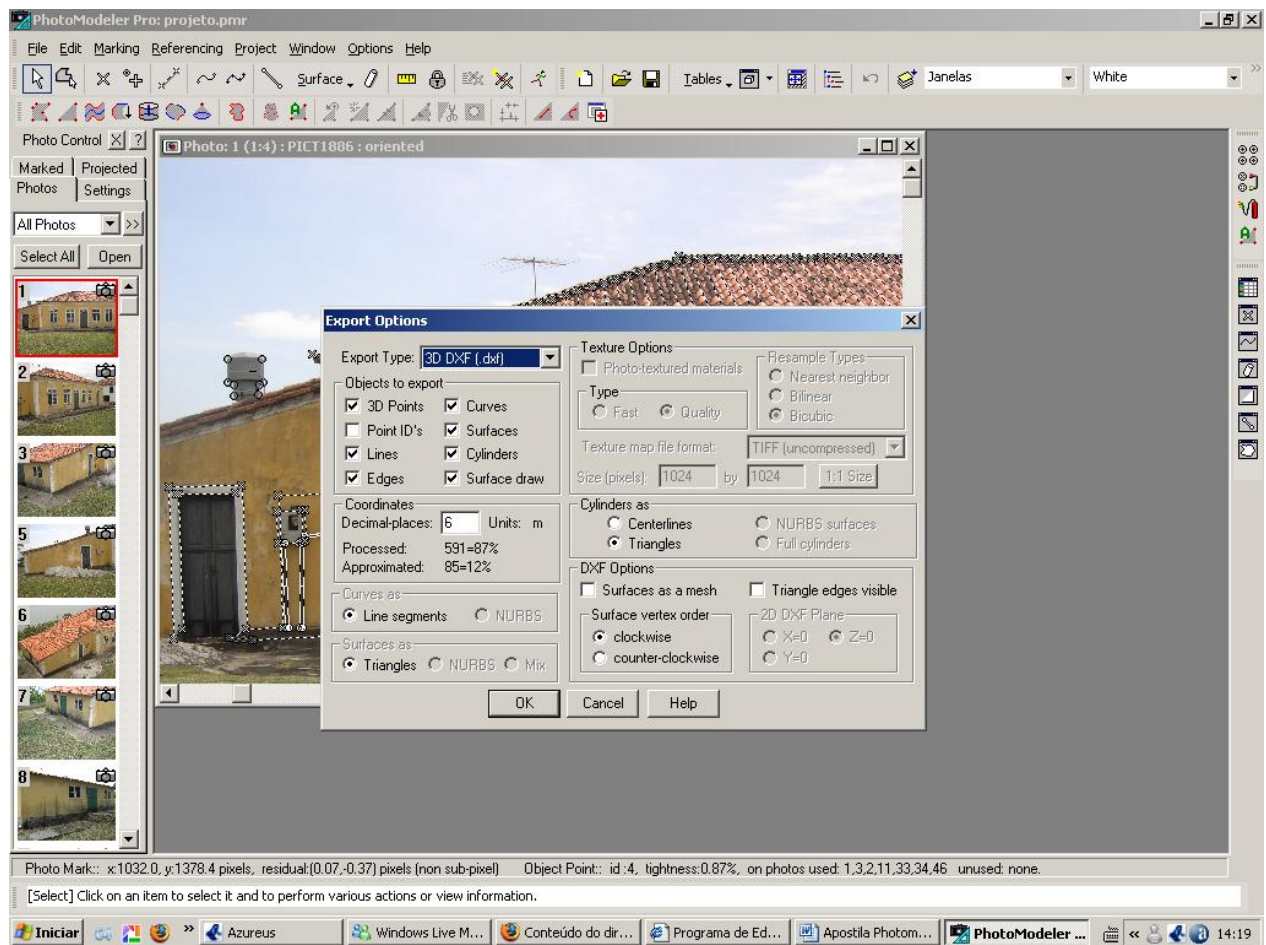 PhotoModeler Pro: projeto.pmr
File Edit Marking Referencing Project Window Options Help
Surface Tables Janelas White
Photo Control
Marked Projected
Photos Settings
All Photos >>
Select All Open
1
2
3
5
6
7
8
Photo: 1 (1:4) : PICT1886 : oriented
Export Options
Export Type: 3D DXF (.dxf)
Objects to export
3D Points Curves
Point ID's Surfaces
Lines Cylinders
Edges Surface draw
Coordinates
Decimal-places: 6 Units: m
Processed: 591=87%
Approximated: 85=12%
Curves as
Line segments NURBS
Surfaces as
Triangles NURBS Mix
Texture Options
Photo-textured materials
Type
Fast Quality
Resample Types
Nearest neighbor
Bilinear
Bicubic
Texture map file format: TIFF (uncompressed)
Size (pixels): 1024 by 1024 1:1 Size
Cylinders as
Centerlines NURBS surfaces
Triangles Full cylinders
DXF Options
Surfaces as a mesh Triangle edges visible
Surface vertex order
clockwise
counter-clockwise
2D DXF Plane
X=0 Z=0
Y=0
OK Cancel Help
Photo Mark:: x:1032.0, y:1378.4 pixels, residual:(0.07,-0.37) pixels (non sub-pixel) Object Point:: id :4, tightness:0.87%, on photos used: 1,3,2,11,33,34,46 unused: none.
[Select] Click on an item to select it and to perform various actions or view information.
Iniciar » Azureus Windows Live M... Conteúdo do dir... Programa de Ed... Apostila Photom... PhotoModeler ... « 14:19